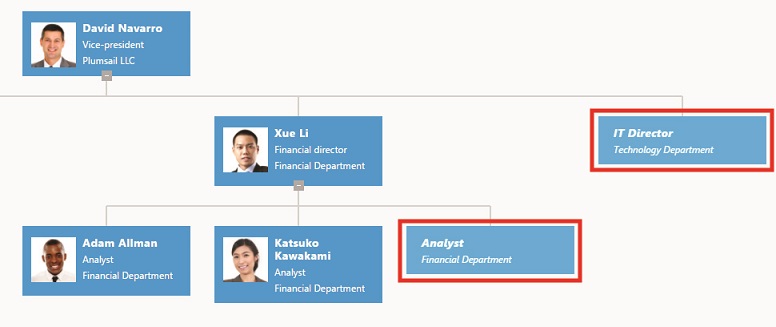 David Navarro
Vice-president
Plumsail LLC
Xue Li
Financial director
Financial Department
IT Director
Technology Department
Adam Allman
Analyst
Financial Department
Katsuko
Kawakami
Analyst
Financial Department
Analyst
Financial Department